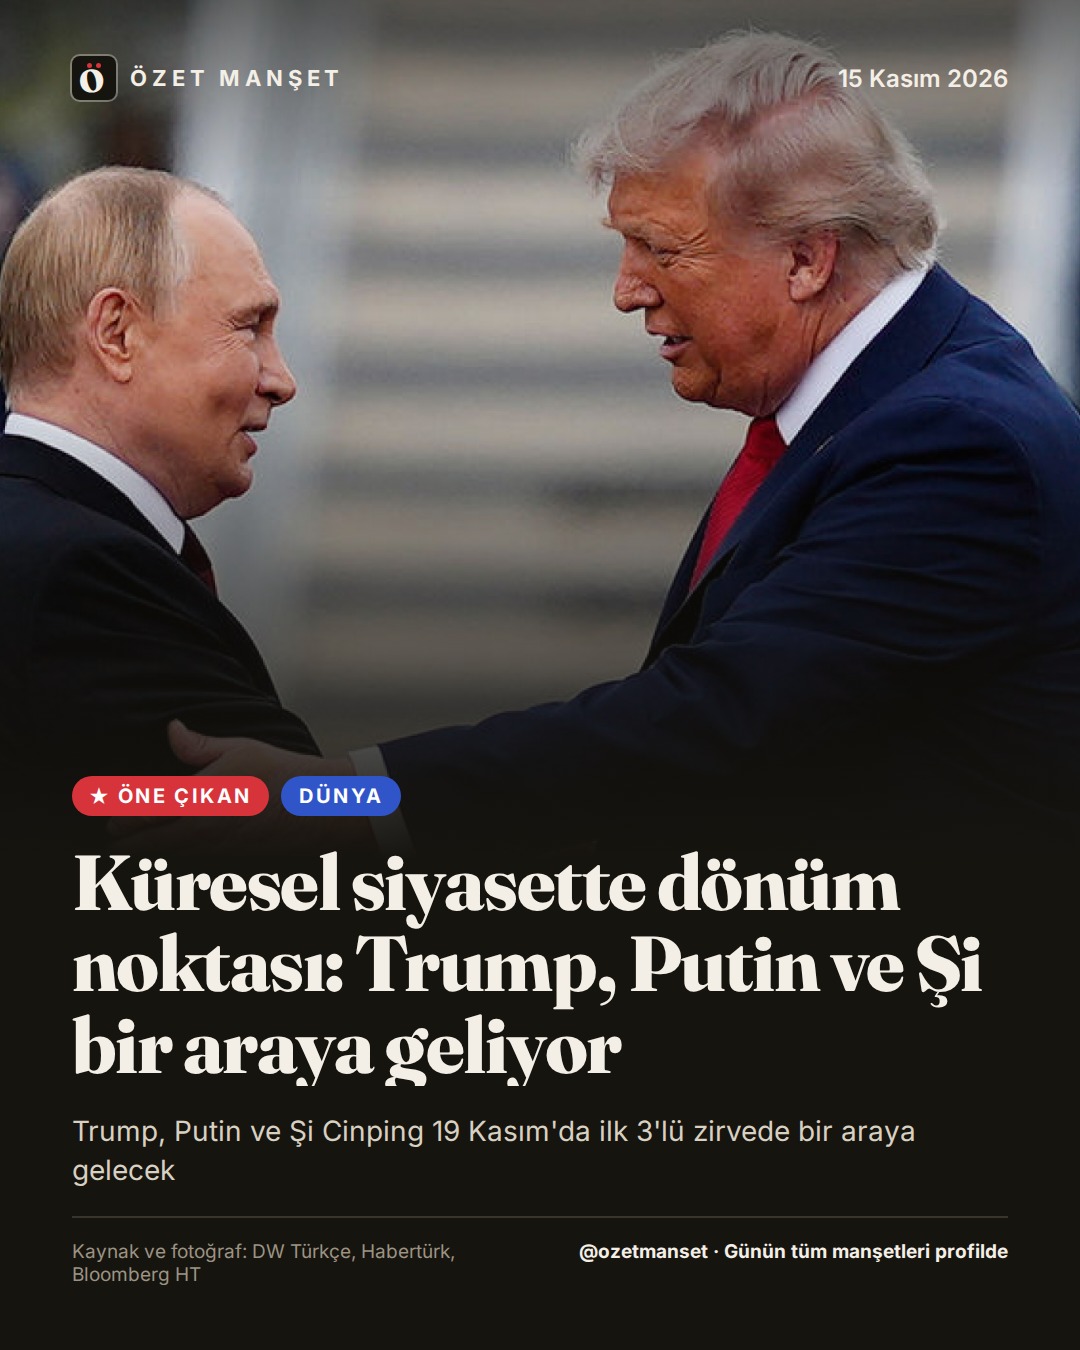 ö ÖZET MANŞET
15 Kasım 2026
★ ÖNE ÇIKAN
DÜNYA
Küresel siyasette dönüm
noktası: Trump, Putin ve Şi
bir araya geliyor
Trump, Putin ve Şi Cinping 19 Kasım'da ilk 3'lü zirvede bir araya
gelecek
Kaynak ve fotoğraf: DW Türkçe, Habertürk,
Bloomberg HT
@ozetmanset · Günün tüm manşetleri profilde